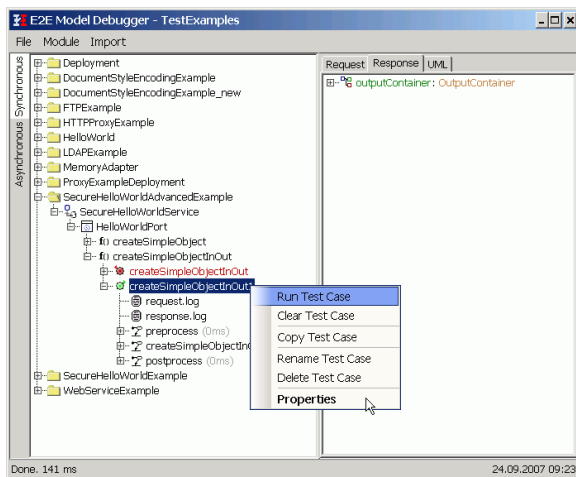 E2E Model Debugger - TestExamples
File Module Import
Synchronous
Asynchronous
Deployment
DocumentStyleEncodingExample
DocumentStyleEncodingExample_new
FTPExample
HTTPProxyExample
HelloWorld
LDAPExample
MemoryAdapter
ProxyExampleDeployment
SecureHelloWorldAdvancedExample
SecureHelloWorldService
HelloWorldPort
f() createSimpleObject
f() createSimpleObjectInOut
createSimpleObjectInOut
createSimpleObjectInOut1
request.log
response.log
preprocess (0ms)
createSimpleObjectIn
postprocess (0ms)
SecureHelloWorldExample
WebServiceExample
Run Test Case
Clear Test Case
Copy Test Case
Rename Test Case
Delete Test Case
Properties
Request Response UML
outputContainer: OutputContainer
Done. 141 ms
24.09.2007 09:23